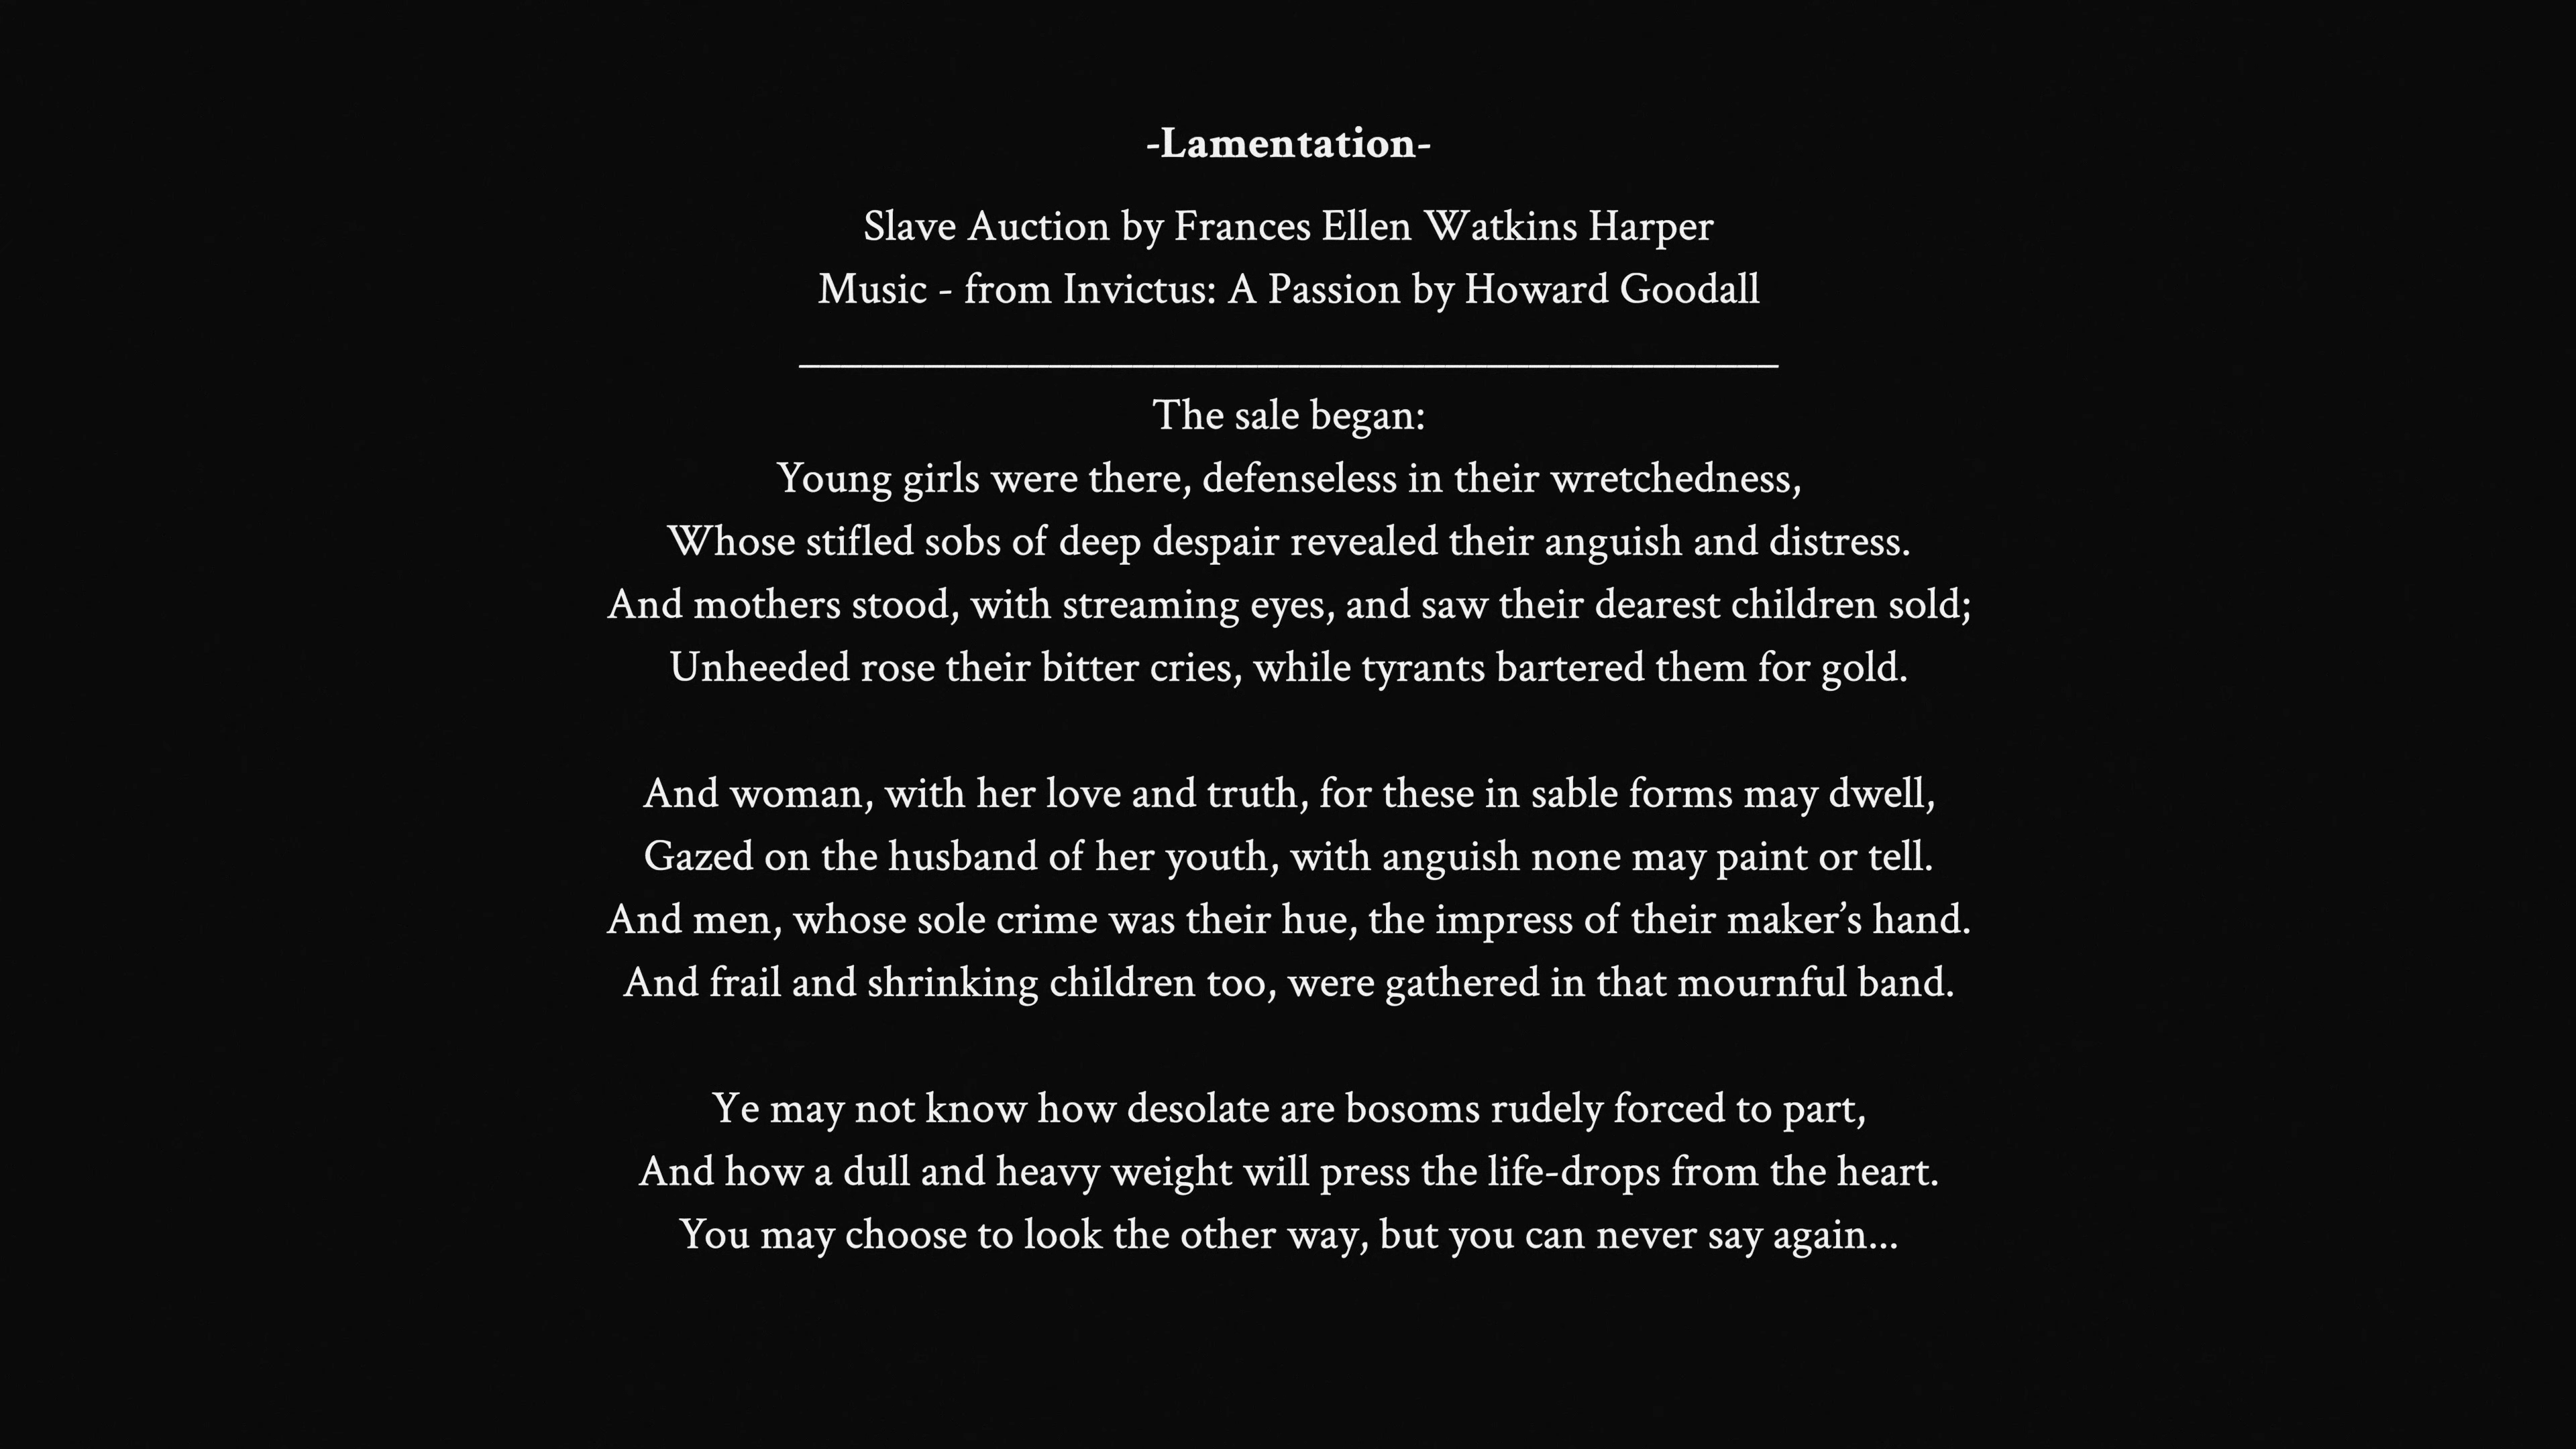 -Lamentation-
Slave Auction by Frances Ellen Watkins Harper
Music - from Invictus: A Passion by Howard Goodall
The sale began:
Young girls were there, defenseless in their wretchedness,
Whose stifled sobs of deep despair revealed their anguish and distress.
And mothers stood, with streaming eyes, and saw their dearest children sold;
Unheeded rose their bitter cries, while tyrants bartered them for gold.
And woman, with her love and truth, for these in sable forms may dwell,
Gazed on the husband of her youth, with anguish none may paint or tell.
And men, whose sole crime was their hue, the impress of their maker’s hand.
And frail and shrinking children too, were gathered in that mournful band.
Ye may not know how desolate are bosoms rudely forced to part,
And how a dull and heavy weight will press the life-drops from the heart.
You may choose to look the other way, but you can never say again...